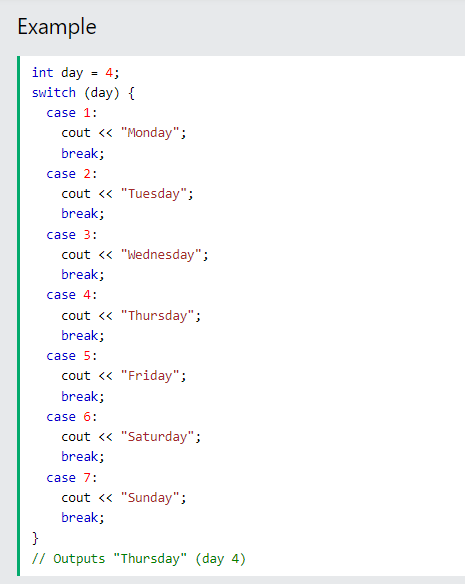 Example
int day = 4;
switch (day) {
  case 1:
    cout << "Monday";
    break;
  case 2:
    cout << "Tuesday";
    break;
  case 3:
    cout << "Wednesday";
    break;
  case 4:
    cout << "Thursday";
    break;
  case 5:
    cout << "Friday";
    break;
  case 6:
    cout << "Saturday";
    break;
  case 7:
    cout << "Sunday";
    break;
}
// Outputs "Thursday" (day 4)